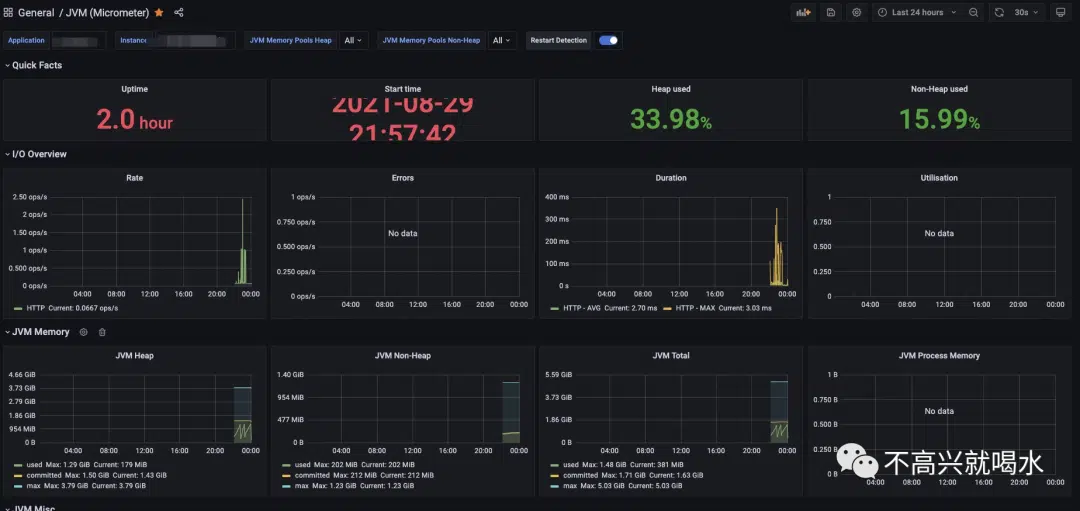 General / JVM (Micrometer)
Last 24 hours
30s
Application
Instance
JVM Memory Pools Heap
All
JVM Memory Pools Non-Heap
All
Restart Detection
Quick Facts
Uptime
2.0 hour
Start time
2021-08-29
21:57:42
Heap used
33.98%
Non-Heap used
15.99%
I/O Overview
Rate
2.50 ops/s
2 ops/s
1.50 ops/s
1 ops/s
0.500 ops/s
0 ops/s
04:00 08:00 12:00 16:00 20:00 00:00
HTTP Current: 0.0667 ops/s
Errors
1 ops/s
0.750 ops/s
0.500 ops/s
0.250 ops/s
0 ops/s
No data
04:00 08:00 12:00 16:00 20:00 00:00
Duration
400 ms
300 ms
200 ms
100 ms
0 s
04:00 08:00 12:00 16:00 20:00 00:00
HTTP - AVG Current: 2.70 ms HTTP - MAX Current: 3.03 ms
Utilisation
1
0.750
0.500
0.250
0
No data
04:00 08:00 12:00 16:00 20:00 00:00
JVM Memory
JVM Heap
4.66 GiB
3.73 GiB
2.79 GiB
1.86 GiB
954 MiB
0 B
04:00 08:00 12:00 16:00 20:00 00:00
used Max: 1.29 GiB Current: 179 MiB
committed Max: 1.50 GiB Current: 1.43 GiB
max Max: 3.79 GiB Current: 3.79 GiB
JVM Non-Heap
1.40 GiB
954 MiB
477 MiB
0 B
04:00 08:00 12:00 16:00 20:00 00:00
used Max: 202 MiB Current: 202 MiB
committed Max: 212 MiB Current: 212 MiB
max Max: 1.23 GiB Current: 1.23 GiB
JVM Total
5.59 GiB
3.73 GiB
1.86 GiB
0 B
04:00 08:00 12:00 16:00 20:00 00:00
used Max: 1.48 GiB Current: 381 MiB
committed Max: 1.71 GiB Current: 1.63 GiB
max Max: 5.03 GiB Current: 5.03 GiB
JVM Process Memory
1 B
0.750 B
0.500 B
0.250 B
0 B
No data
04:00 08:00 12:00 16:00 20:00 00:00
不高兴就喝水
JVM Misc